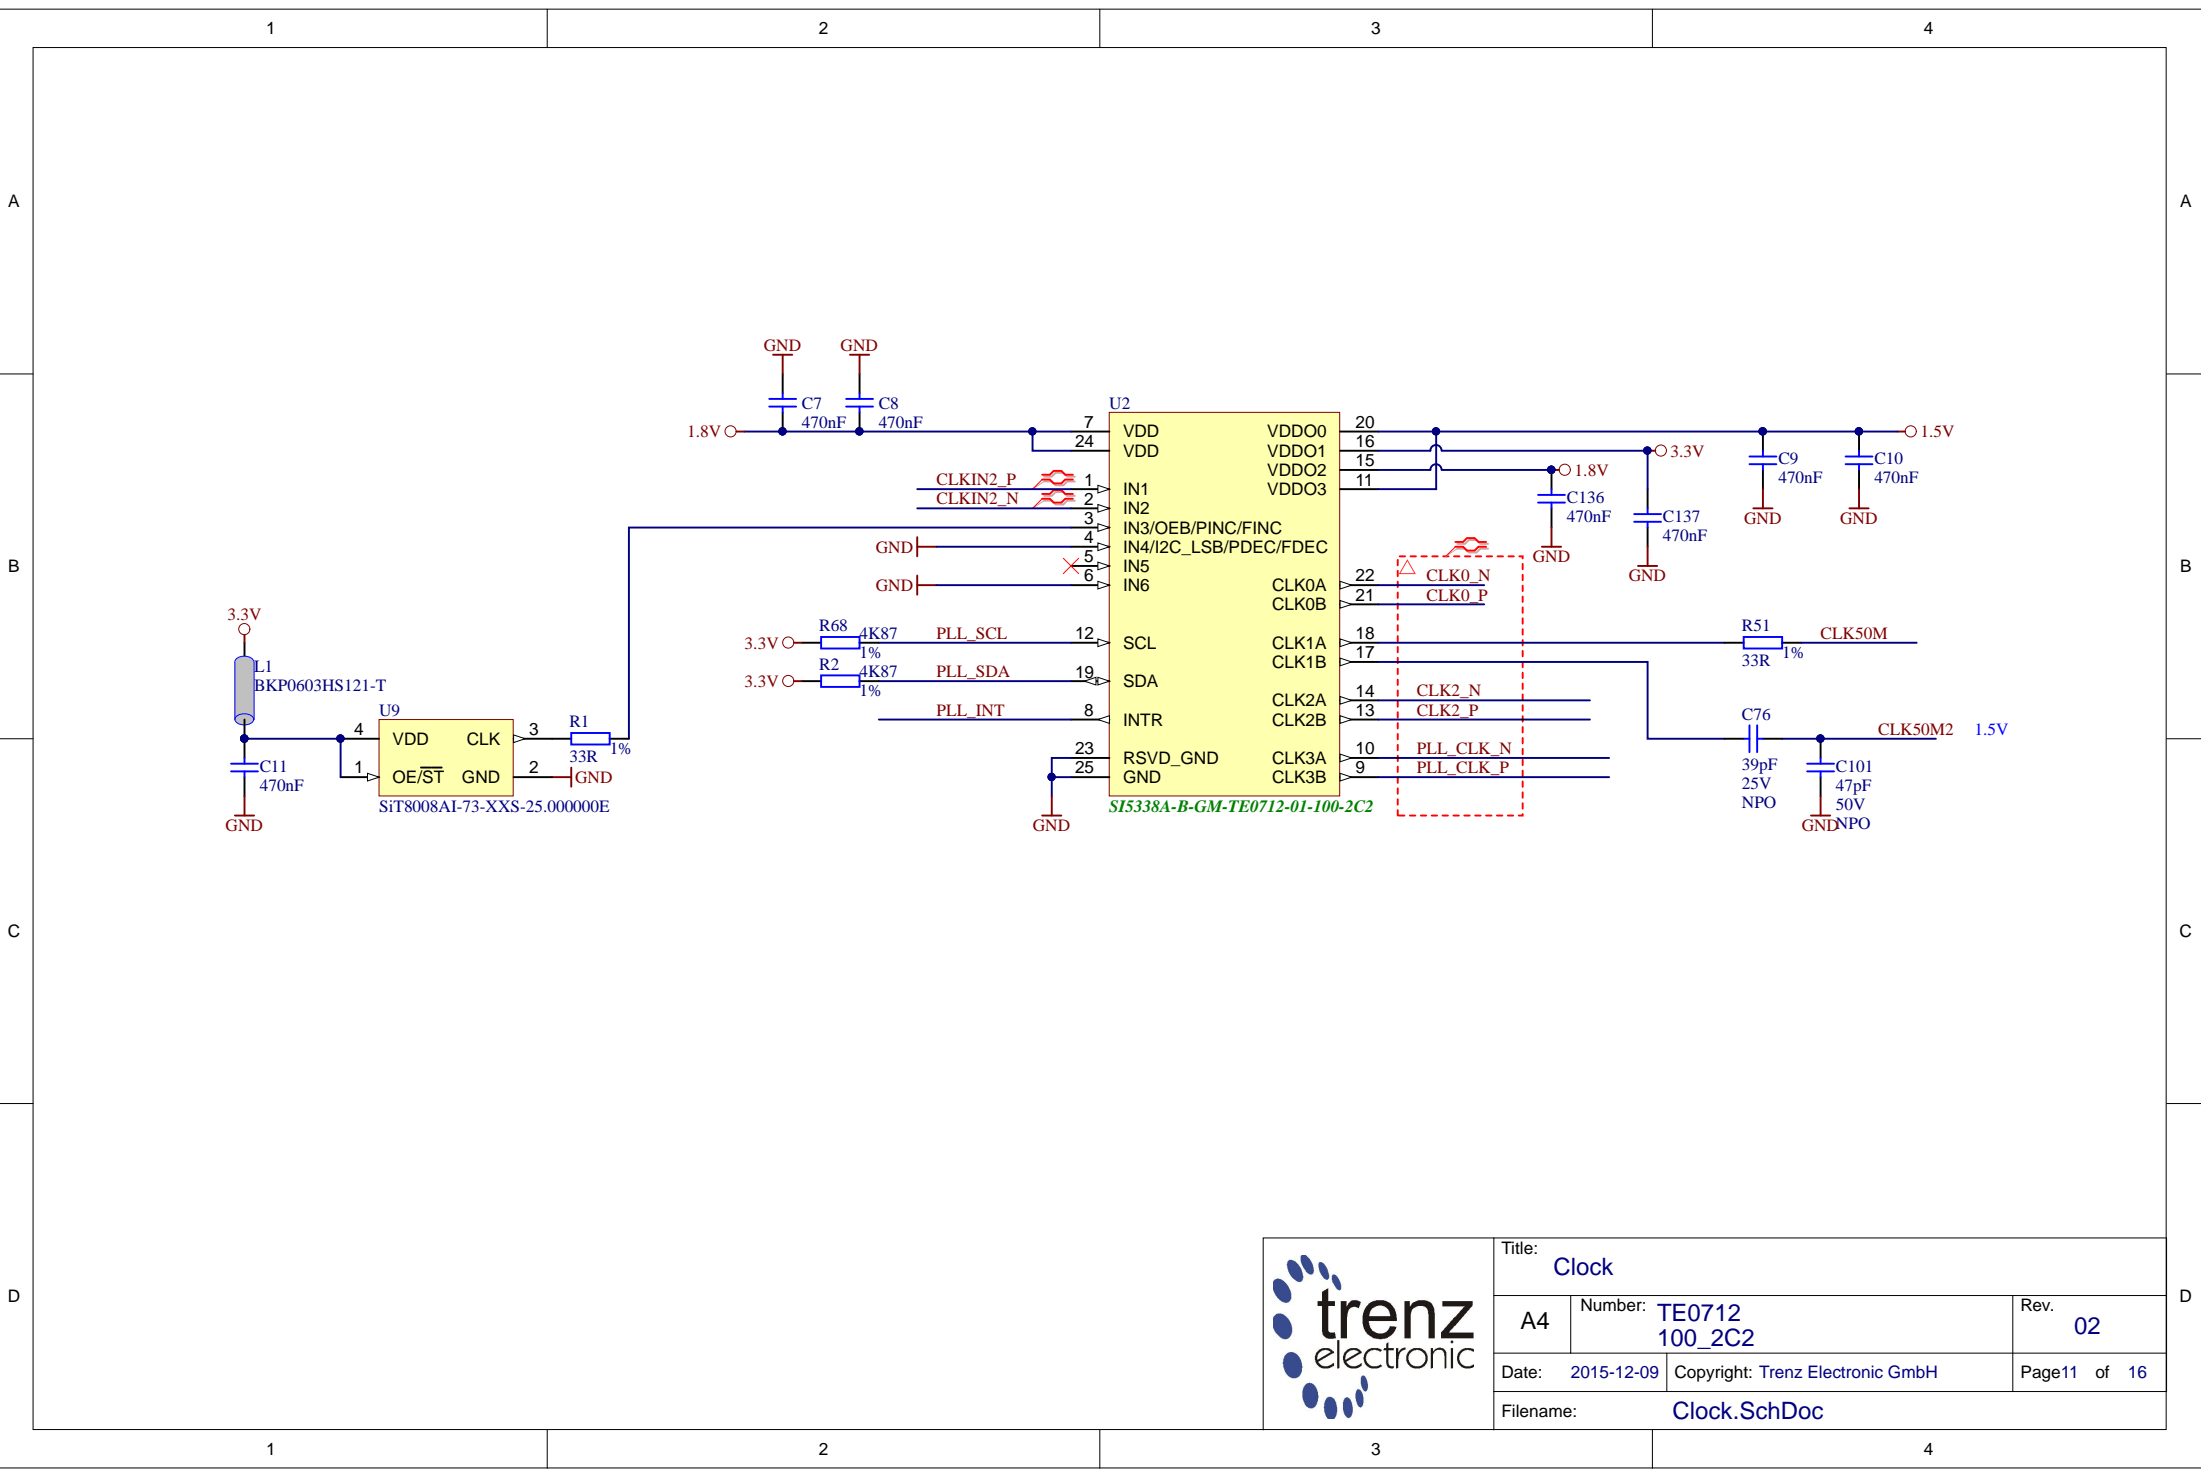 1 2 3 4
A A
GND GND
C7 470nF
C8 470nF
1.8V
U2
7 VDD
24 VDD
CLKIN2_P 1 IN1
CLKIN2_N 2 IN2
3 IN3/OEB/PINC/FINC
GND 4 IN4/I2C_LSB/PDEC/FDEC
5 IN5
GND 6 IN6
3.3V R68 4K87 1% PLL_SCL 12 SCL
3.3V R2 4K87 1% PLL_SDA 19 SDA
PLL_INT 8 INTR
23 RSVD_GND
25 GND
GND
VDDO0 20
VDDO1 16
VDDO2 15
VDDO3 11
CLK0A 22 CLK0_N
CLK0B 21 CLK0_P
CLK1A 18
CLK1B 17
CLK2A 14 CLK2_N
CLK2B 13 CLK2_P
CLK3A 10 PLL_CLK_N
CLK3B 9 PLL_CLK_P
SI5338A-B-GM-TE0712-01-100-2C2
1.5V
3.3V
1.8V
C9 470nF
GND
C10 470nF
GND
C136 470nF
GND
C137 470nF
GND
B B
R51 33R 1% CLK50M
C76 39pF 25V NPO
CLK50M2 1.5V
C101 47pF 50V NPO
GND
3.3V
L1
BKP0603HS121-T
C11 470nF
GND
U9
4 VDD CLK 3
1 OE/ST GND 2
SiT8008AI-73-XXS-25.000000E
R1 33R 1%
GND
C C
D D
trenz
electronic
Title: Clock
A4
Number: TE0712
100_2C2
Rev. 02
Date: 2015-12-09
Copyright: Trenz Electronic GmbH
Page11 of 16
Filename: Clock.SchDoc
1 2 3 4